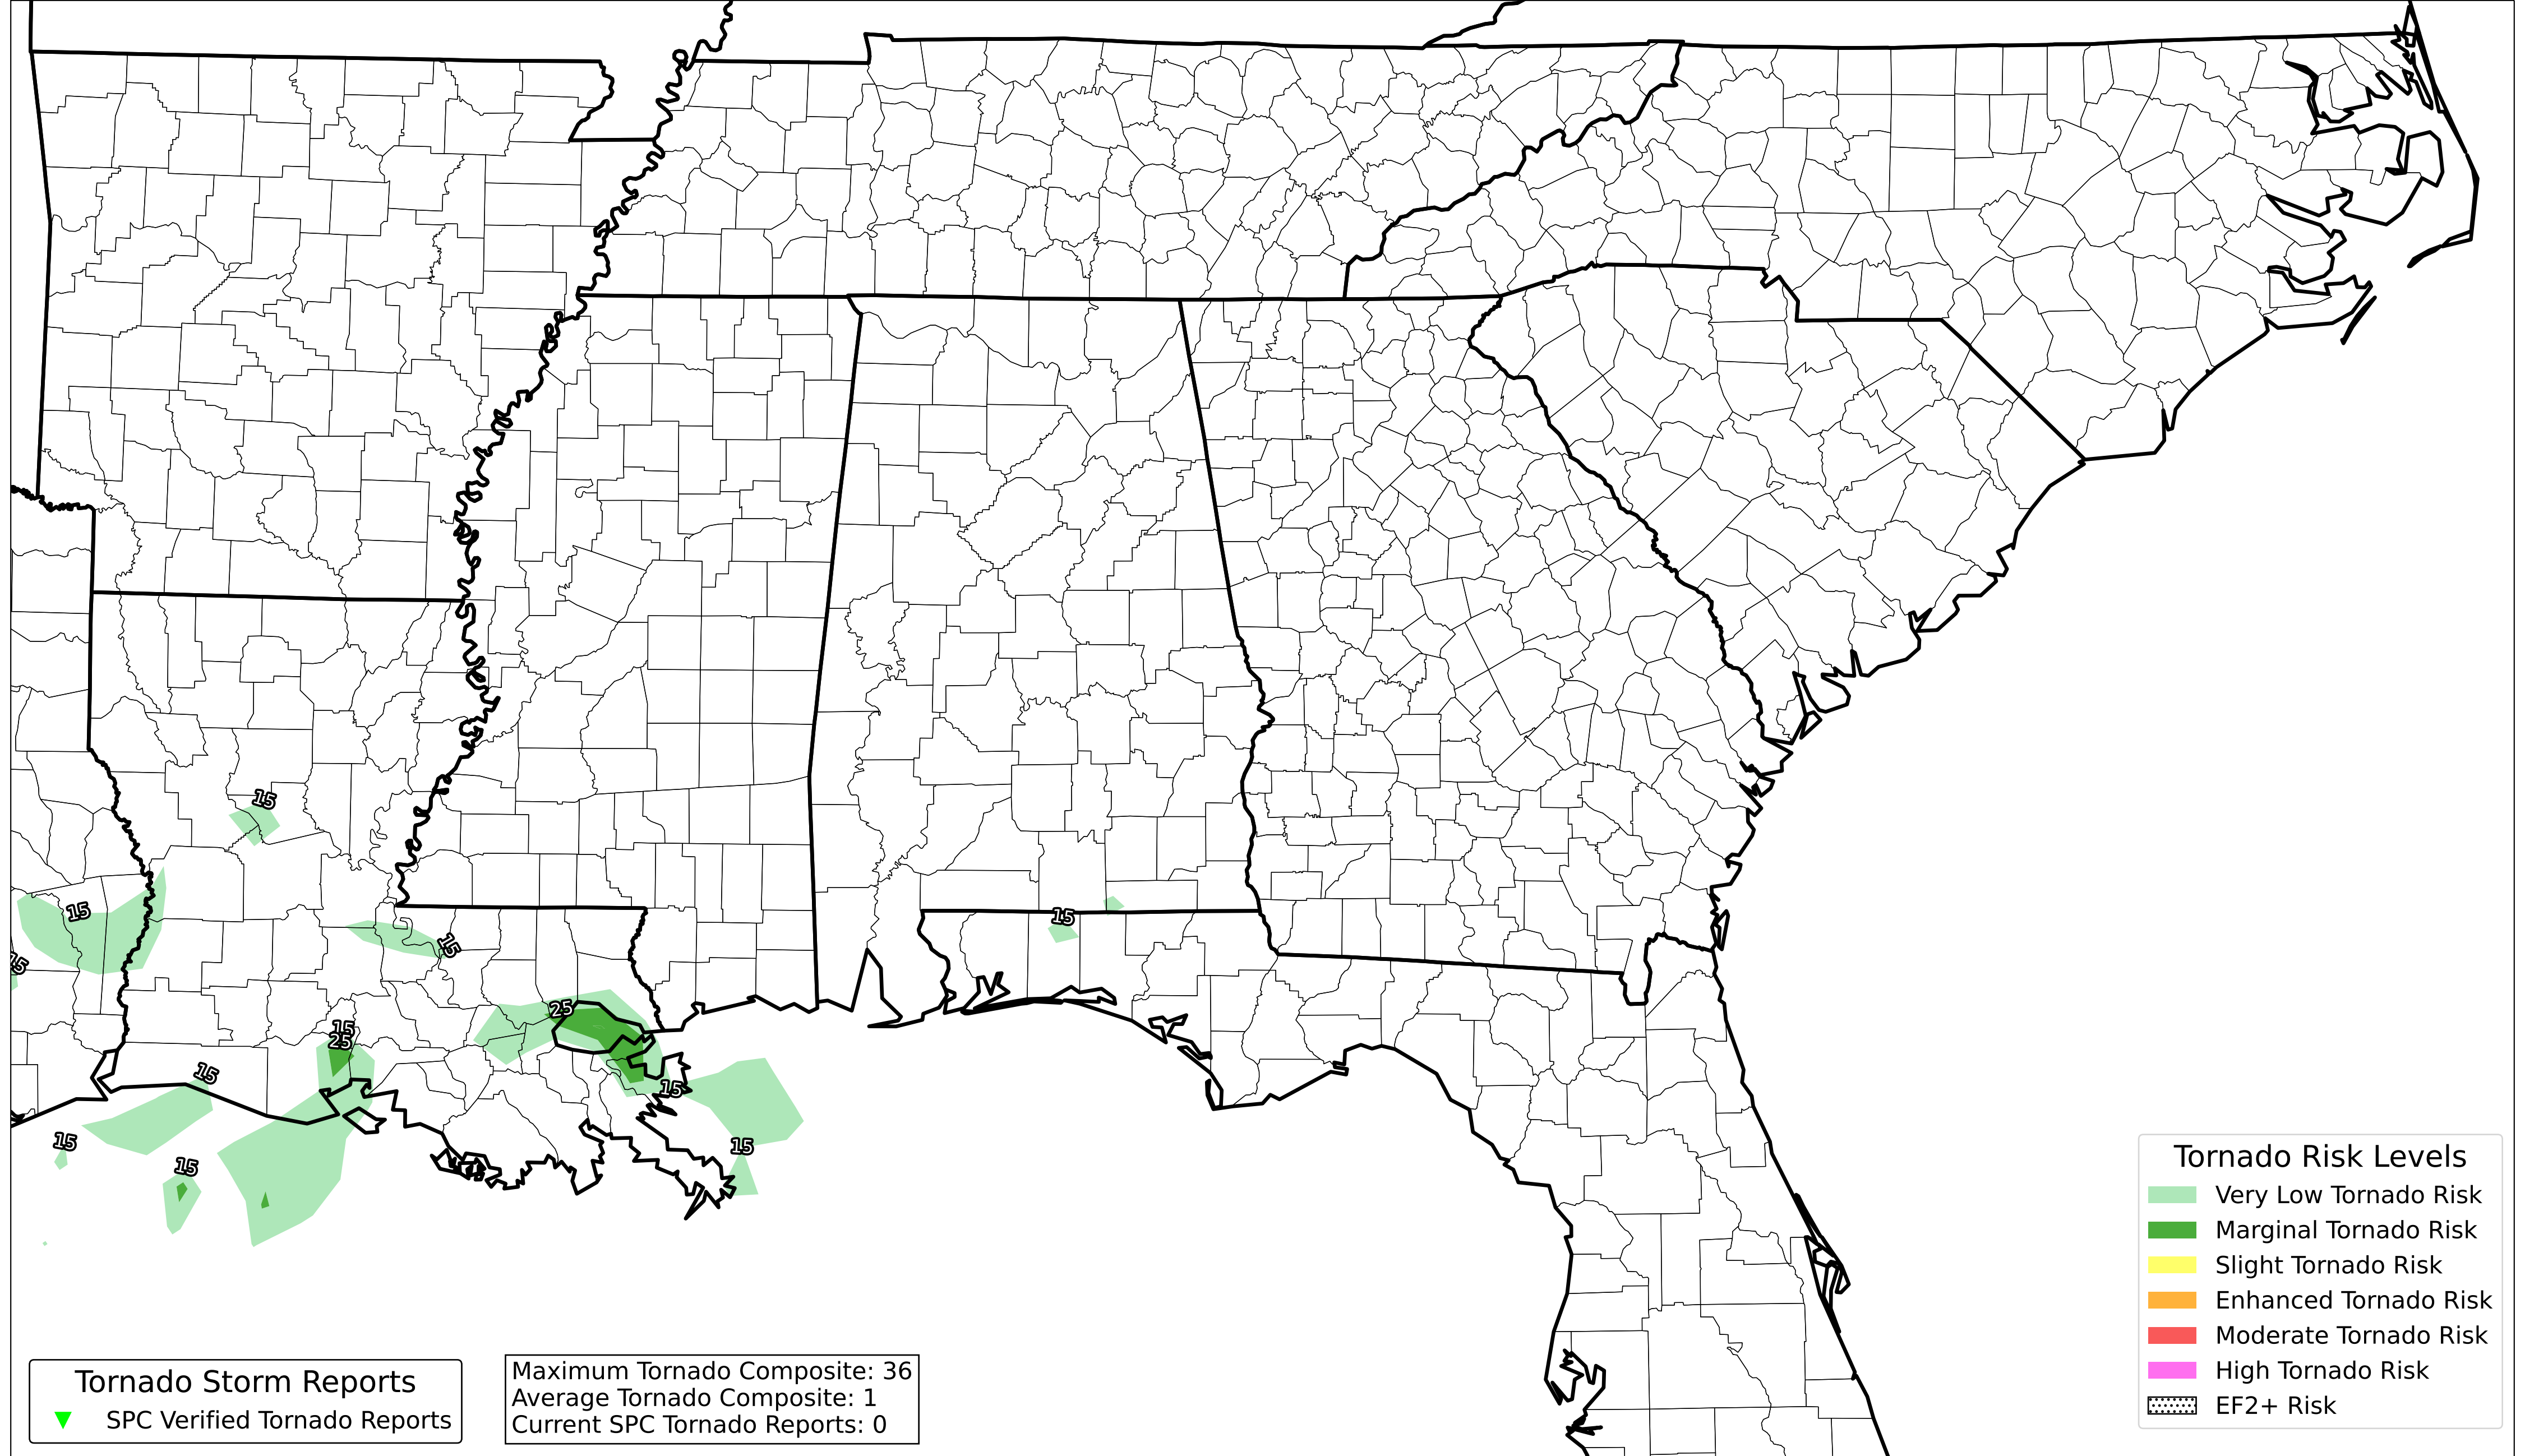 15
15
15
15
15
25
15
25
15
15
15
15
15
Tornado Risk Levels
Very Low Tornado Risk
Marginal Tornado Risk
Slight Tornado Risk
Enhanced Tornado Risk
Moderate Tornado Risk
High Tornado Risk
EF2+ Risk
Tornado Storm Reports
SPC Verified Tornado Reports
Maximum Tornado Composite: 36
Average Tornado Composite: 1
Current SPC Tornado Reports: 0